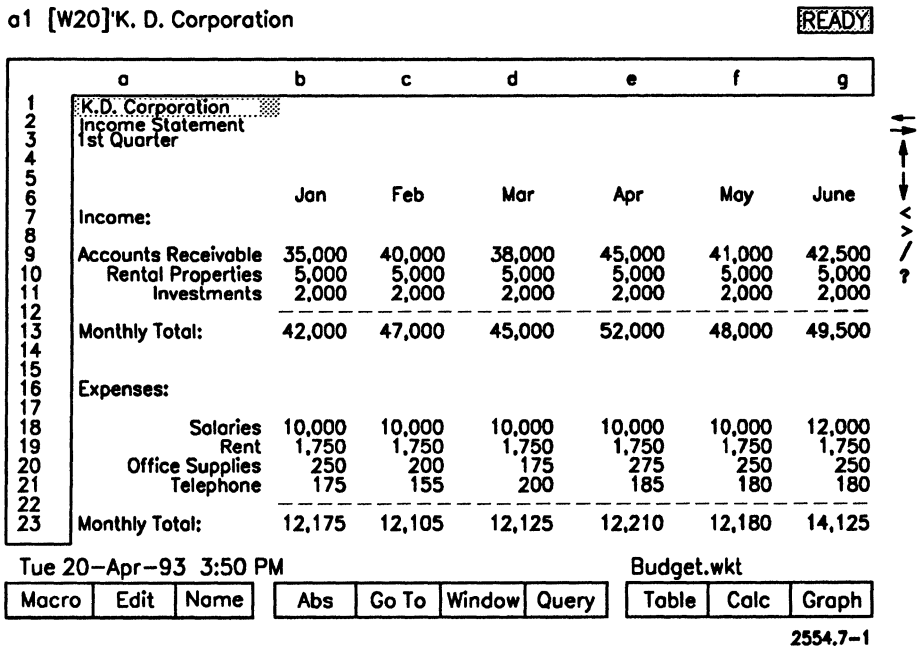 a1 [W20]'K. D. Corporation READY
a b c d e f g
1 K.D. Corporation
2 Income Statement
3 1st Quarter
4
5
6 Jan Feb Mar Apr May June
7 Income:
8
9 Accounts Receivable 35,000 40,000 38,000 45,000 41,000 42,500
10 Rental Properties 5,000 5,000 5,000 5,000 5,000 5,000
11 Investments 2,000 2,000 2,000 2,000 2,000 2,000
12
13 Monthly Total: 42,000 47,000 45,000 52,000 48,000 49,500
14
15
16 Expenses:
17
18 Salaries 10,000 10,000 10,000 10,000 10,000 12,000
19 Rent 1,750 1,750 1,750 1,750 1,750 1,750
20 Office Supplies 250 200 175 275 250 250
21 Telephone 175 155 200 185 180 180
22
23 Monthly Total: 12,175 12,105 12,125 12,210 12,180 14,125
←
→
↑
↓
<
>
/
?
Tue 20-Apr-93 3:50 PM Budget.wkt
Macro Edit Name Abs Go To Window Query Table Calc Graph
2554.7-1